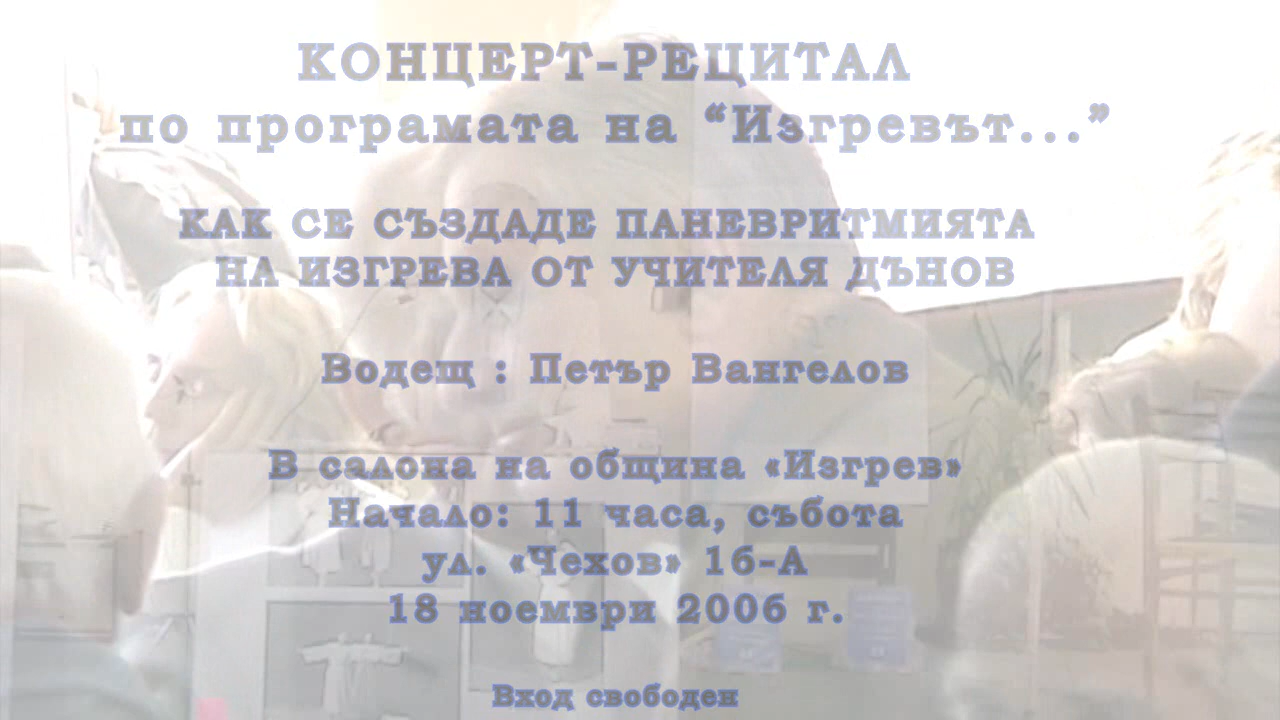 КОНЦЕРТ-РЕЦИТАЛ
по програмата на “Изгревът...”
КАК СЕ СЪЗДАДЕ ПАНЕВРИТМИЯТА
НА ИЗГРЕВА ОТ УЧИТЕЛЯ ДЪНОВ
Водещ : Петър Вангелов
В салона на община «Изгрев»
Начало: 11 часа, събота
ул. «Чехов» 16-А
18 ноември 2006 г.
Вход свободен